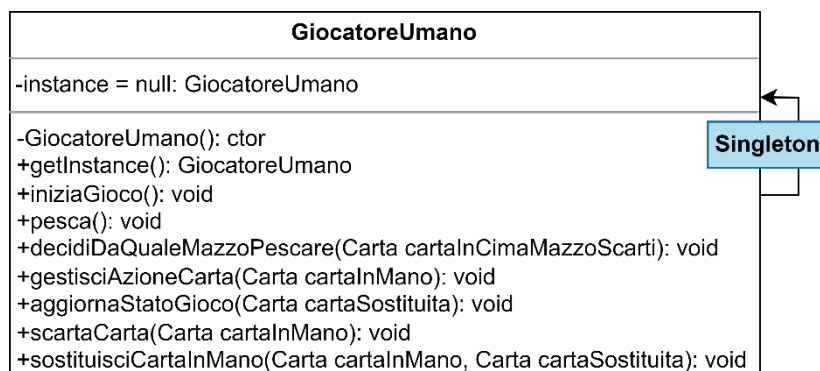 GiocatoreUmano
-instance = null: GiocatoreUmano
-GiocatoreUmano(): ctor
+getInstance(): GiocatoreUmano
+iniziaGioco(): void
+pesca(): void
+decidiDaQualeMazzoPescare(Carta cartaInCimaMazzoScarti): void
+gestisciAzioneCarta(Carta cartaInMano): void
+aggiornaStatoGioco(Carta cartaSostituita): void
+scartaCarta(Carta cartaInMano): void
+sostituisciCartaInMano(Carta cartaInMano, Carta cartaSostituita): void
Singleton